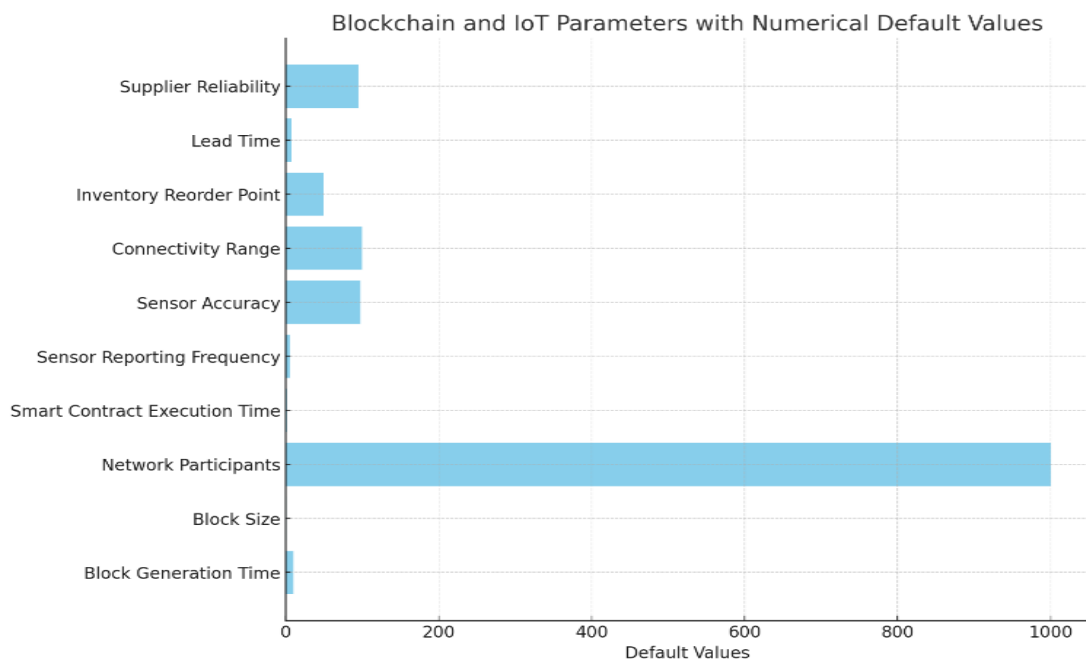 Blockchain and IoT Parameters with Numerical Default Values
Supplier Reliability
Lead Time
Inventory Reorder Point
Connectivity Range
Sensor Accuracy
Sensor Reporting Frequency
Smart Contract Execution Time
Network Participants
Block Size
Block Generation Time
0 200 400 600 800 1000
Default Values